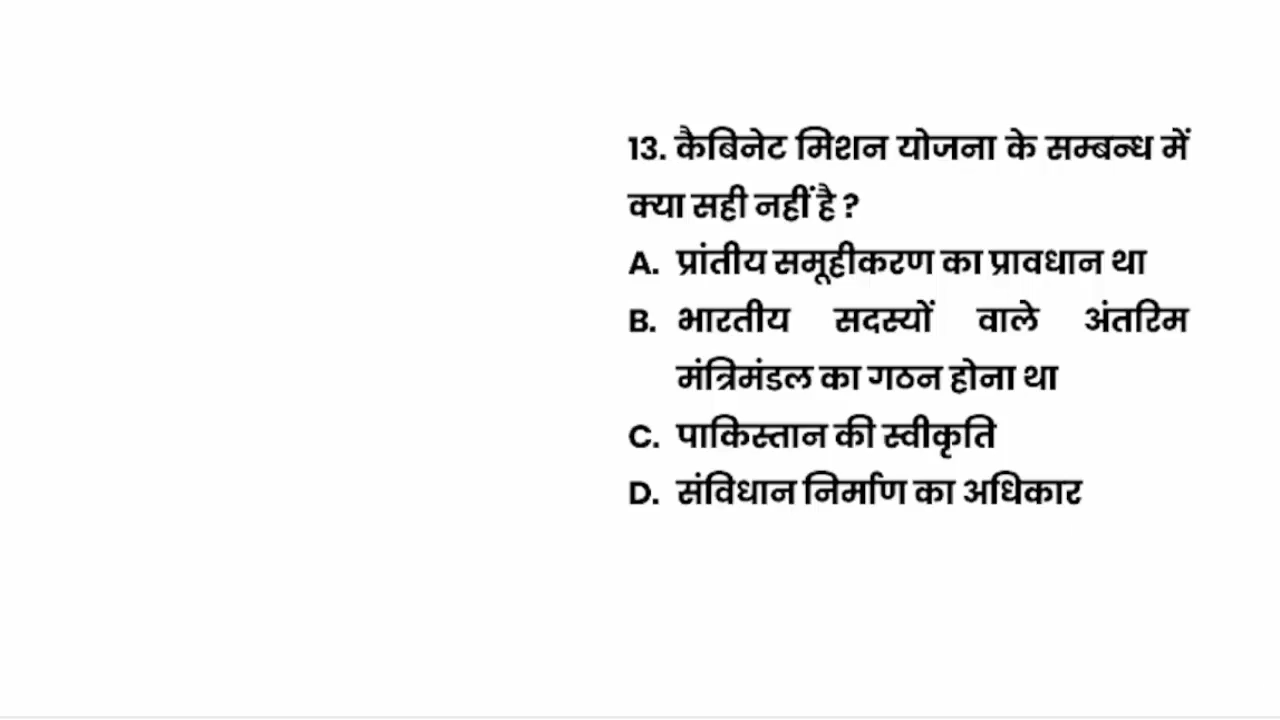 13. कैबिनेट मिशन योजना के सम्बन्ध में
क्या सही नहीं है ?
A. प्रांतीय समूहीकरण का प्रावधान था
B. भारतीय सदस्यों वाले अंतरिम
मंत्रिमंडल का गठन होना था
C. पाकिस्तान की स्वीकृति
D. संविधान निर्माण का अधिकार